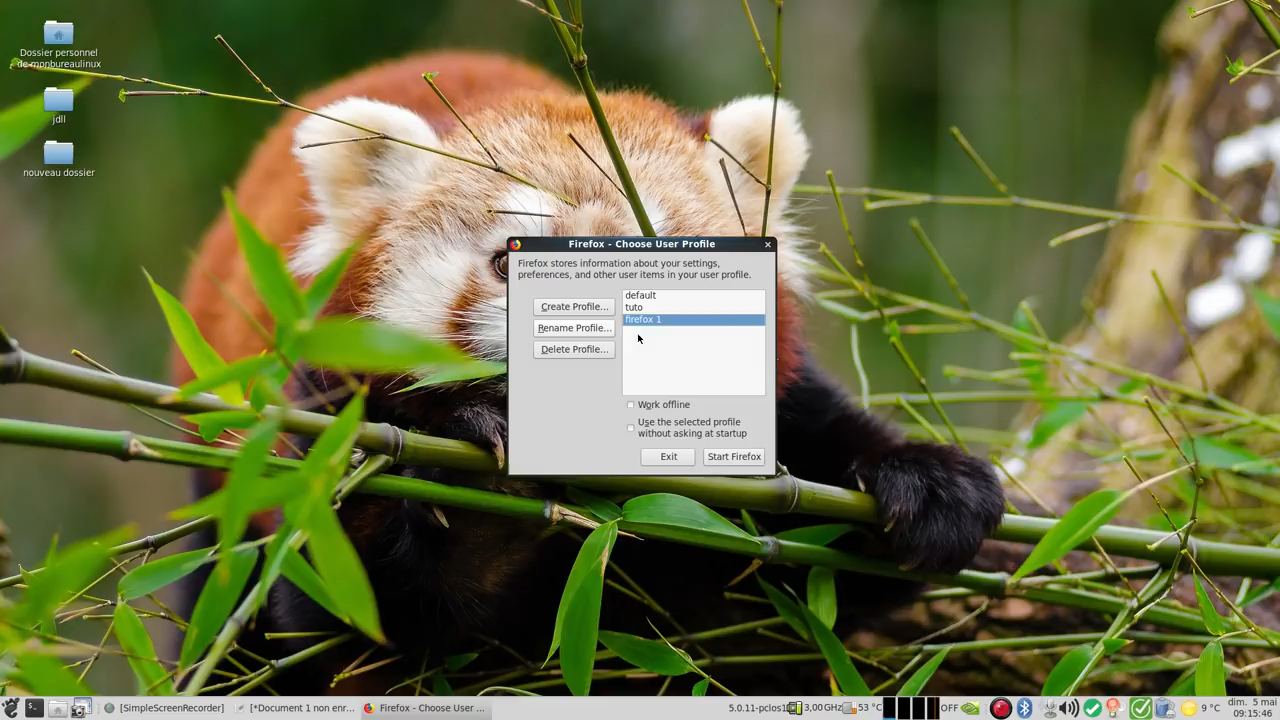 Dossier personnel
de monbureaulinux
jdll
nouveau dossier
Firefox - Choose User Profile
Firefox stores information about your settings,
preferences, and other user items in your user profile.
Create Profile...
Rename Profile...
Delete Profile...
default
tuto
firefox 1
Work offline
Use the selected profile
without asking at startup
Exit
Start Firefox
[SimpleScreenRecorder]
[*Document 1 non enr...
Firefox - Choose User ...
5.0.11-pclos1
3,00GHz
53 °C
OFF
9 °C
dim. 5 mai
09:15:46